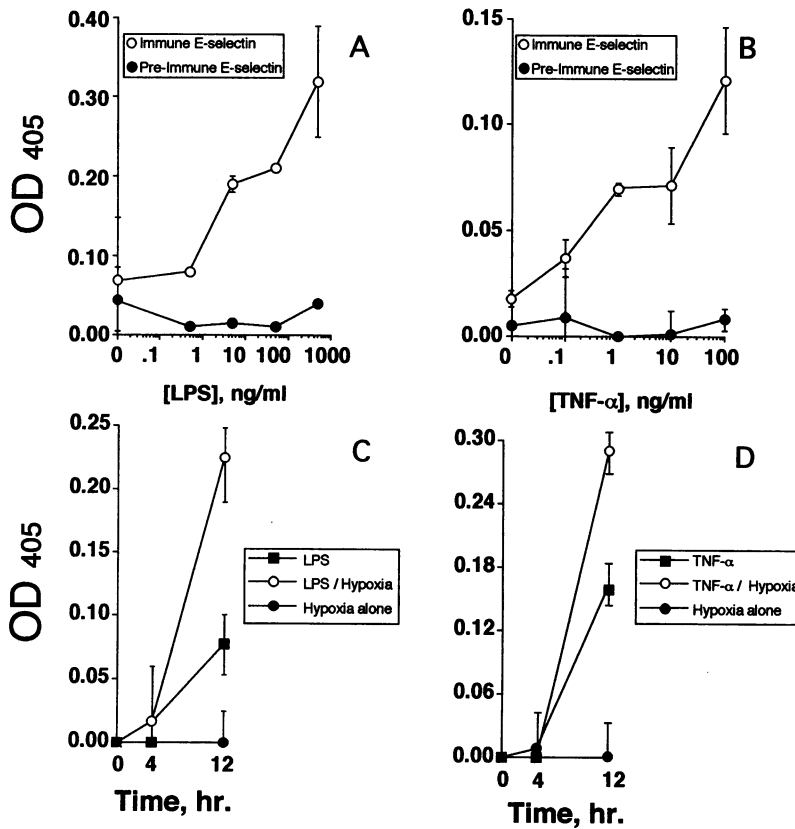 A
Immune E-selectin
Pre-Immune E-selectin
OD 405
0.40
0.30
0.20
0.10
0.00
0 .1 1 10 100 1000
[LPS], ng/ml
B
Immune E-selectin
Pre-Immune E-selectin
0.15
0.10
0.05
0.00
0 .1 1 10 100
[TNF-α], ng/ml
C
LPS
LPS / Hypoxia
Hypoxia alone
OD 405
0.25
0.20
0.15
0.10
0.05
0.00
0 4 12
Time, hr.
D
TNF-α
TNF-α / Hypoxia
Hypoxia alone
0.30
0.24
0.18
0.12
0.06
0.00
0 4 12
Time, hr.